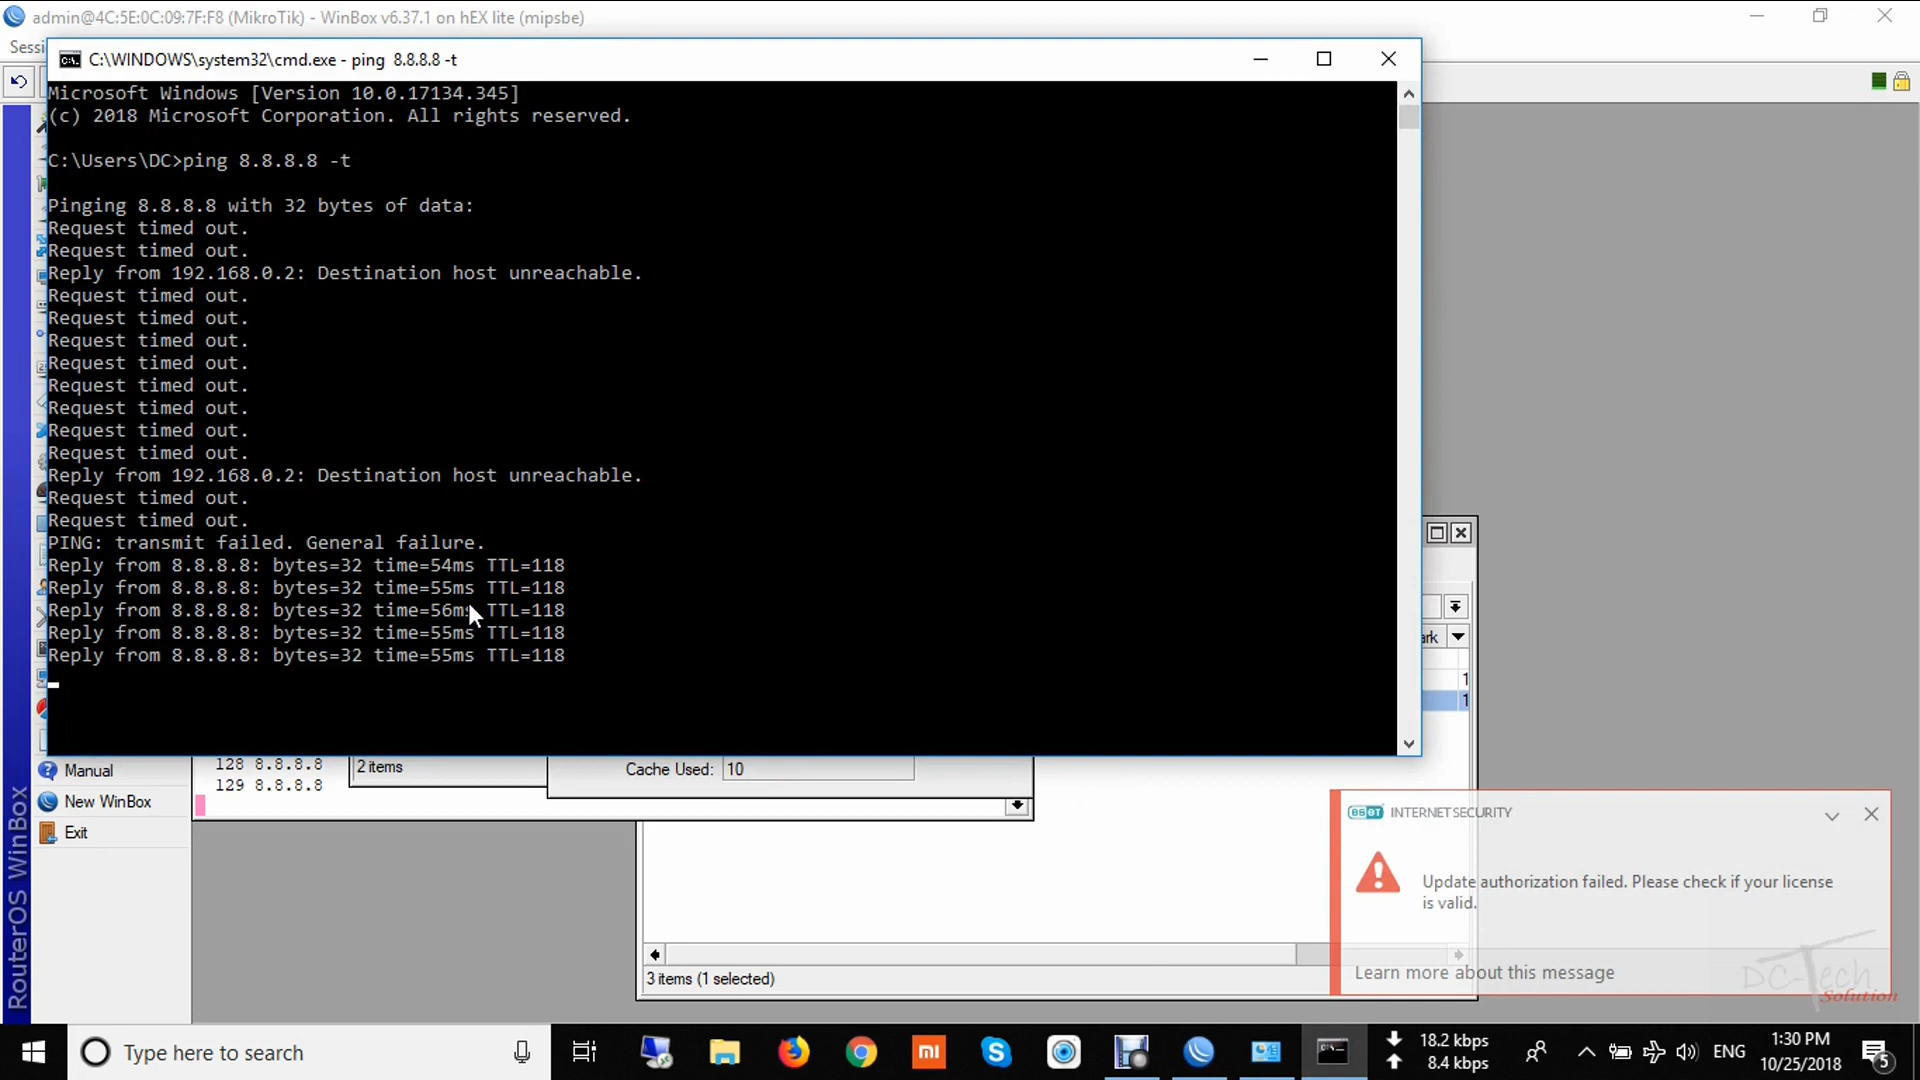 admin@4C:5E:0C:09:7F:F8 (MikroTik) - WinBox v6.37.1 on hEX lite (mipsbe)
Sessi
C:\WINDOWS\system32\cmd.exe - ping  8.8.8.8 -t
Microsoft Windows [Version 10.0.17134.345]
(c) 2018 Microsoft Corporation. All rights reserved.
C:\Users\DC>ping 8.8.8.8 -t
Pinging 8.8.8.8 with 32 bytes of data:
Request timed out.
Request timed out.
Reply from 192.168.0.2: Destination host unreachable.
Request timed out.
Request timed out.
Request timed out.
Request timed out.
Request timed out.
Request timed out.
Request timed out.
Request timed out.
Reply from 192.168.0.2: Destination host unreachable.
Request timed out.
Request timed out.
PING: transmit failed. General failure.
Reply from 8.8.8.8: bytes=32 time=54ms TTL=118
Reply from 8.8.8.8: bytes=32 time=55ms TTL=118
Reply from 8.8.8.8: bytes=32 time=56ms TTL=118
Reply from 8.8.8.8: bytes=32 time=55ms TTL=118
Reply from 8.8.8.8: bytes=32 time=55ms TTL=118
ark
1
1
128 8.8.8.8
129 8.8.8.8
2 items
Cache Used: 10
Manual
New WinBox
Exit
RouterOS WinBox
3 items (1 selected)
eset INTERNET SECURITY
Update authorization failed. Please check if your license
is valid.
Learn more about this message
DC-Tech
Solution
Type here to search
mi
18.2 kbps
8.4 kbps
ENG
1:30 PM
10/25/2018
5